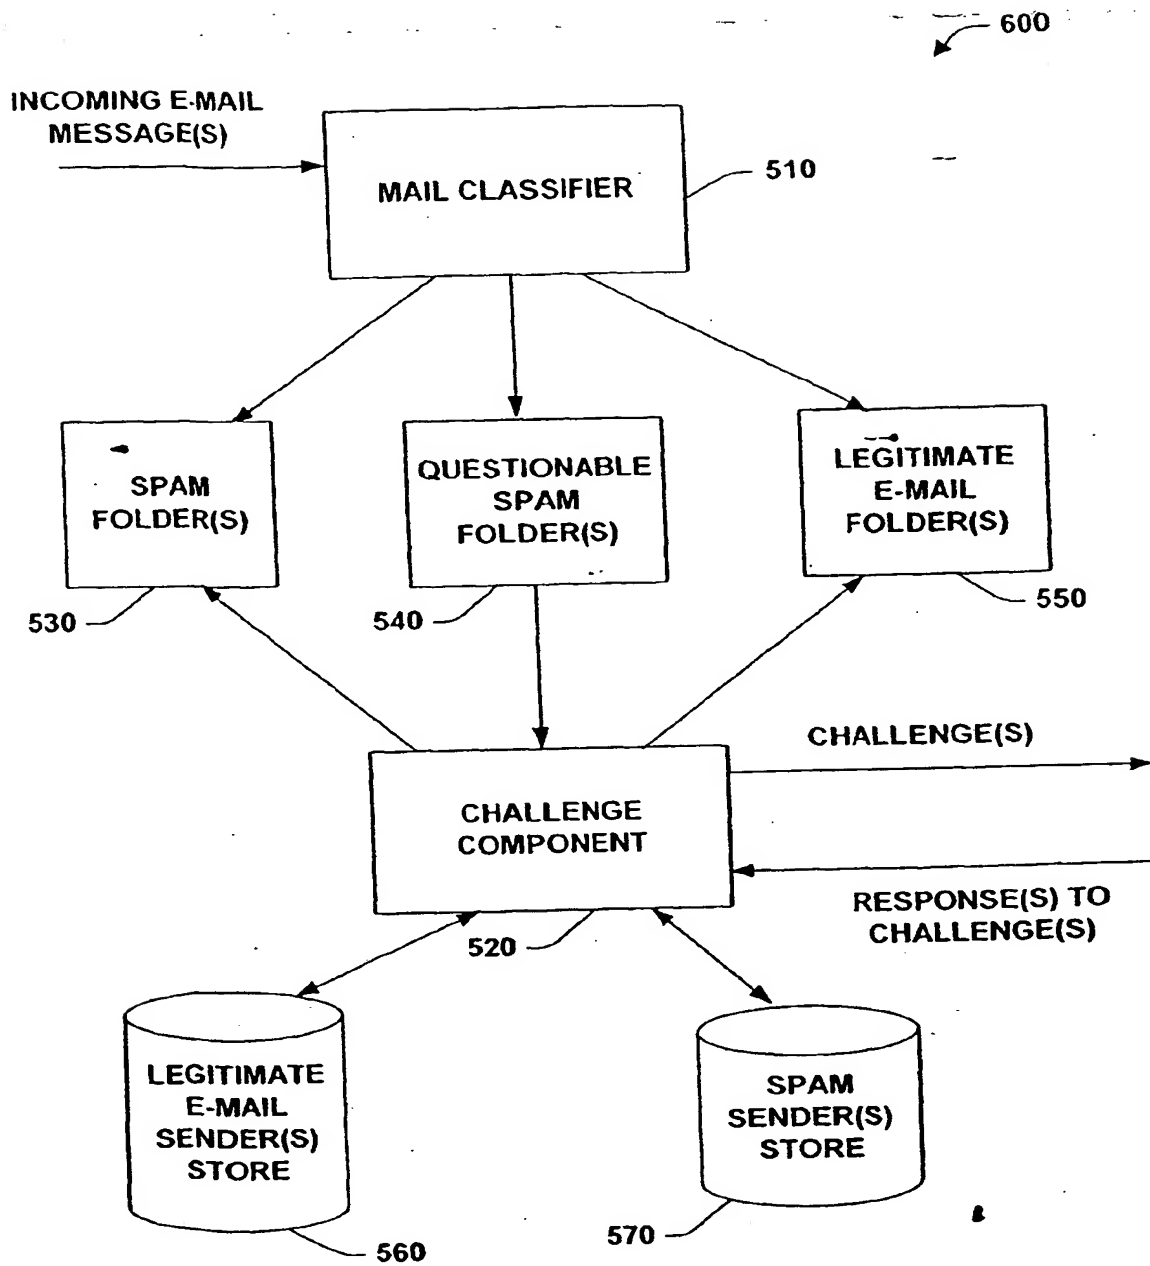 600
INCOMING E-MAIL
MESSAGE(S)
MAIL CLASSIFIER
510
SPAM
FOLDER(S)
QUESTIONABLE
SPAM
FOLDER(S)
LEGITIMATE
E-MAIL
FOLDER(S)
530
540
550
CHALLENGE(S)
CHALLENGE
COMPONENT
RESPONSE(S) TO
CHALLENGE(S)
520
LEGITIMATE
E-MAIL
SENDER(S)
STORE
SPAM
SENDER(S)
STORE
560
570